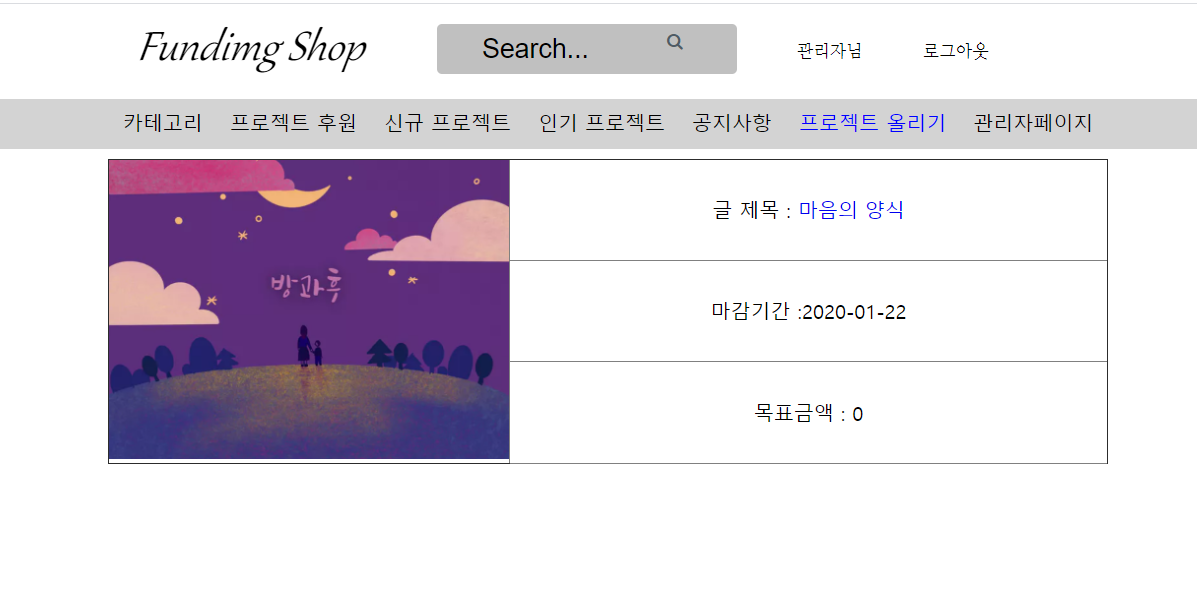 Fundimg Shop
Search...
관리자님 로그아웃
카테고리 프로젝트 후원 신규 프로젝트 인기 프로젝트 공지사항 프로젝트 올리기 관리자페이지
방과후
글 제목 : 마음의 양식
마감기간 :2020-01-22
목표금액 : 0